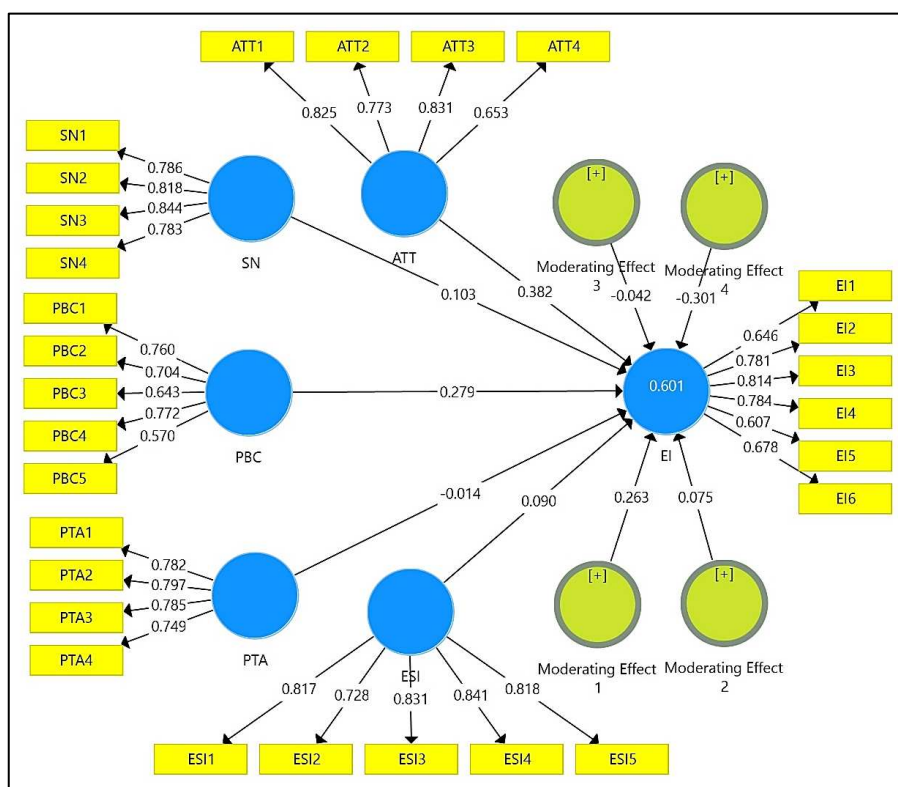 ATT1 ATT2 ATT3 ATT4
0.825 0.773 0.831 0.653
SN1
SN2
SN3
SN4
0.786
0.818
0.844
0.783
SN
ATT
[+]
[+]
Moderating Effect
3
Moderating Effect
4
0.103
0.382
-0.042
-0.301
PBC1
PBC2
PBC3
PBC4
PBC5
0.760
0.704
0.643
0.772
0.570
PBC
0.279
0.601
EI
0.646
0.781
0.814
0.784
0.607
0.678
EI1
EI2
EI3
EI4
EI5
EI6
-0.014
0.090
0.263
0.075
PTA1
PTA2
PTA3
PTA4
0.782
0.797
0.785
0.749
PTA
ESI
[+]
[+]
Moderating Effect
1
Moderating Effect
2
0.817 0.728 0.831 0.841 0.818
ESI1 ESI2 ESI3 ESI4 ESI5